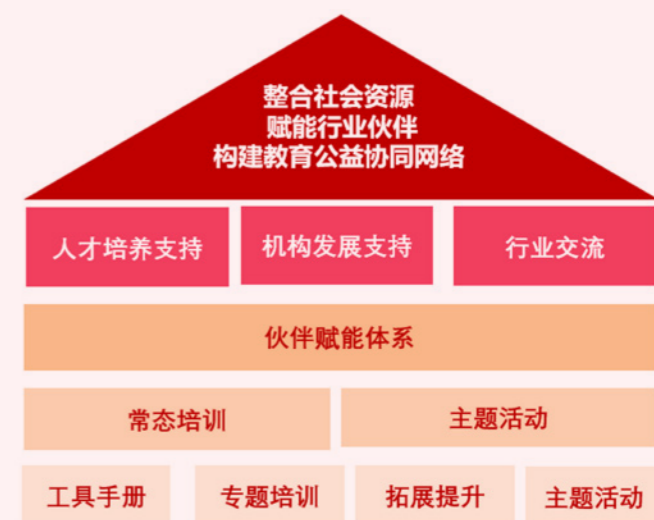 整合社会资源
赋能行业伙伴
构建教育公益协同网络
人才培养支持 机构发展支持 行业交流
伙伴赋能体系
常态培训 主题活动
工具手册 专题培训 拓展提升 主题活动